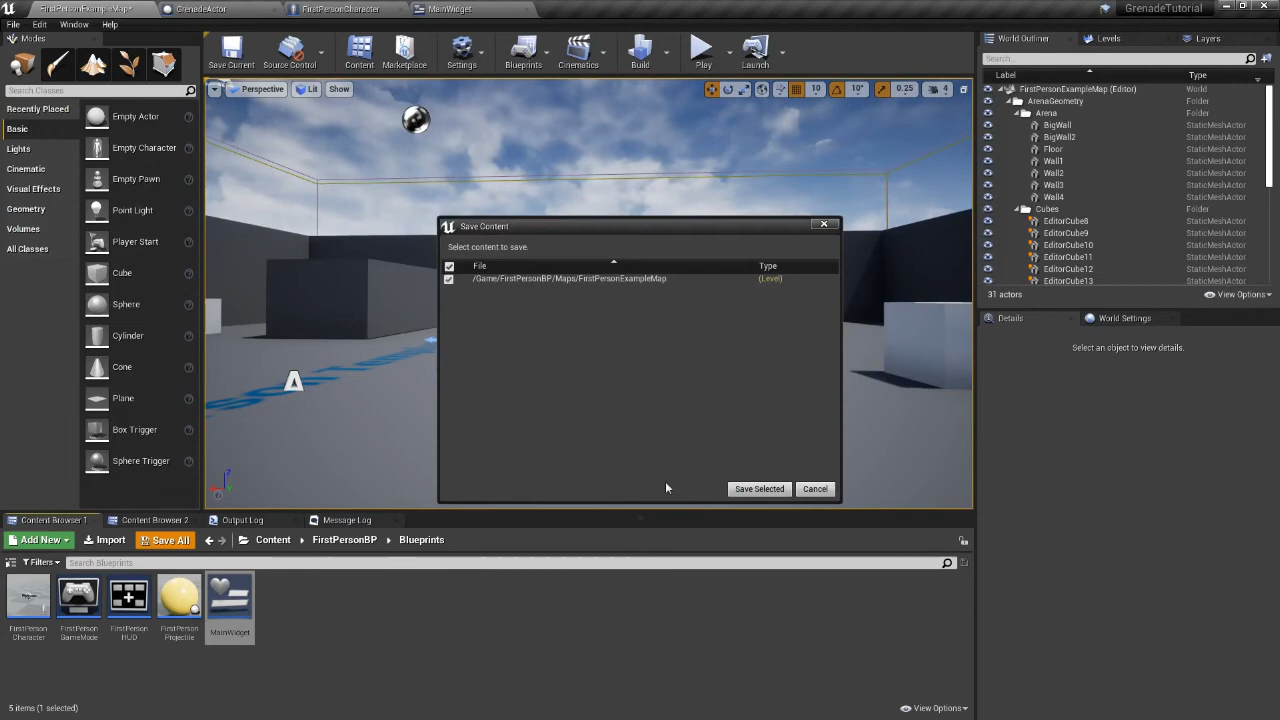 FirstPersonExampleMap*
GrenadeActor
FirstPersonCharacter
MainWidget
GrenadeTutorial
File
Edit
Window
Help
Modes
Save Current
Source Control
Content
Marketplace
Settings
Blueprints
Cinematics
Build
Play
Launch
World Outliner
Levels
Layers
Search Classes
Perspective
Lit
Show
10
10°
0.25
4
Search...
Label
Type
Recently Placed
Basic
Lights
Cinematic
Visual Effects
Geometry
Volumes
All Classes
Empty Actor
Empty Character
Empty Pawn
Point Light
Player Start
Cube
Sphere
Cylinder
Cone
Plane
Box Trigger
Sphere Trigger
FirstPersonExampleMap (Editor) World
ArenaGeometry Folder
Arena Folder
BigWall StaticMeshActor
BigWall2 StaticMeshActor
Floor StaticMeshActor
Wall1 StaticMeshActor
Wall2 StaticMeshActor
Wall3 StaticMeshActor
Wall4 StaticMeshActor
Cubes Folder
EditorCube8 StaticMeshActor
EditorCube9 StaticMeshActor
EditorCube10 StaticMeshActor
EditorCube11 StaticMeshActor
EditorCube12 StaticMeshActor
EditorCube13 StaticMeshActor
31 actors
View Options
Details
World Settings
Select an object to view details.
Save Content
Select content to save.
File
Type
/Game/FirstPersonBP/Maps/FirstPersonExampleMap
(Level)
Save Selected
Cancel
Content Browser 1
Content Browser 2
Output Log
Message Log
Add New
Import
Save All
Content
FirstPersonBP
Blueprints
Filters
Search Blueprints
FirstPerson
Character
FirstPerson
GameMode
FirstPerson
HUD
FirstPerson
Projectile
MainWidget
5 items (1 selected)
View Options